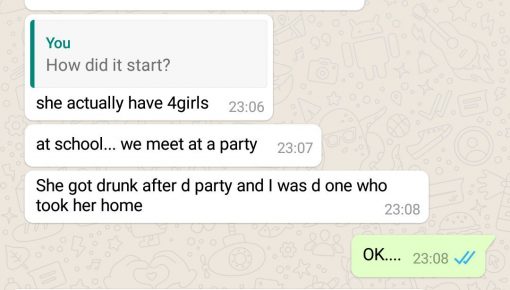 You
How did it start?
she actually have 4girls 23:06
at school... we meet at a party 23:07
She got drunk after d party and I was d one who
took her home
23:08
OK.... 23:08